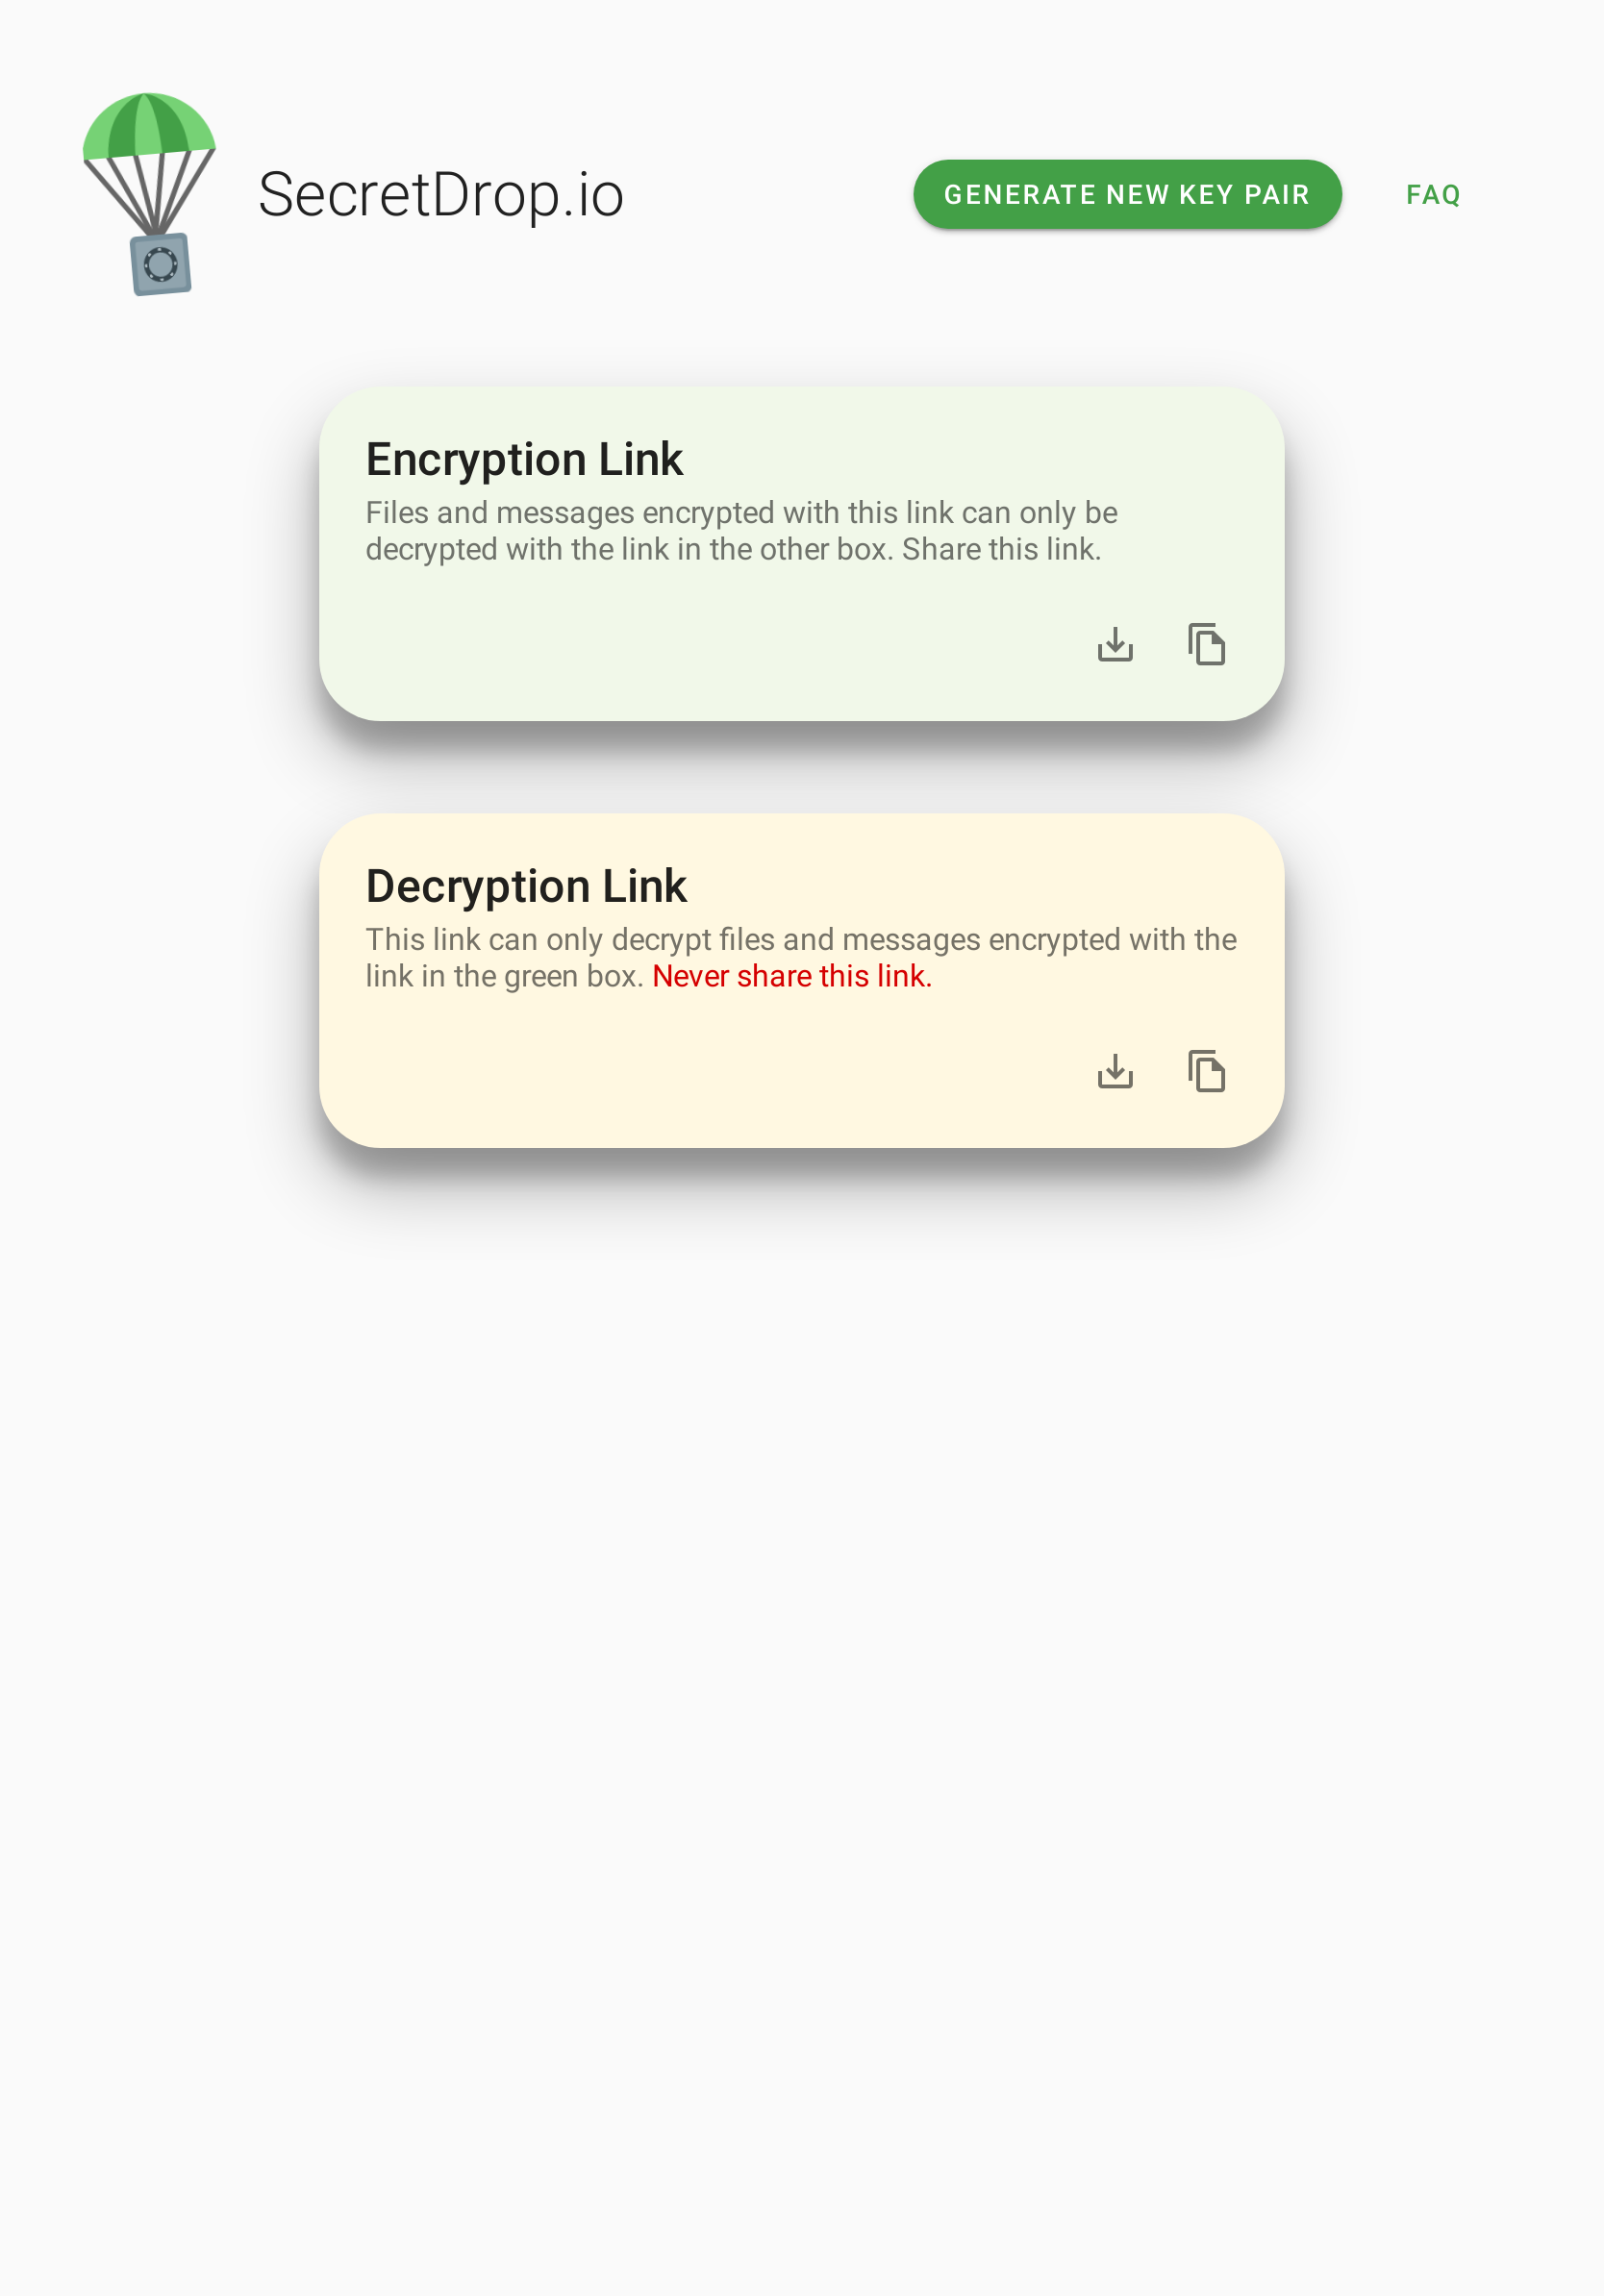 SecretDrop.io
GENERATE NEW KEY PAIR
FAQ
Encryption Link
Files and messages encrypted with this link can only be
decrypted with the link in the other box. Share this link.
Decryption Link
This link can only decrypt files and messages encrypted with the
link in the green box. Never share this link.